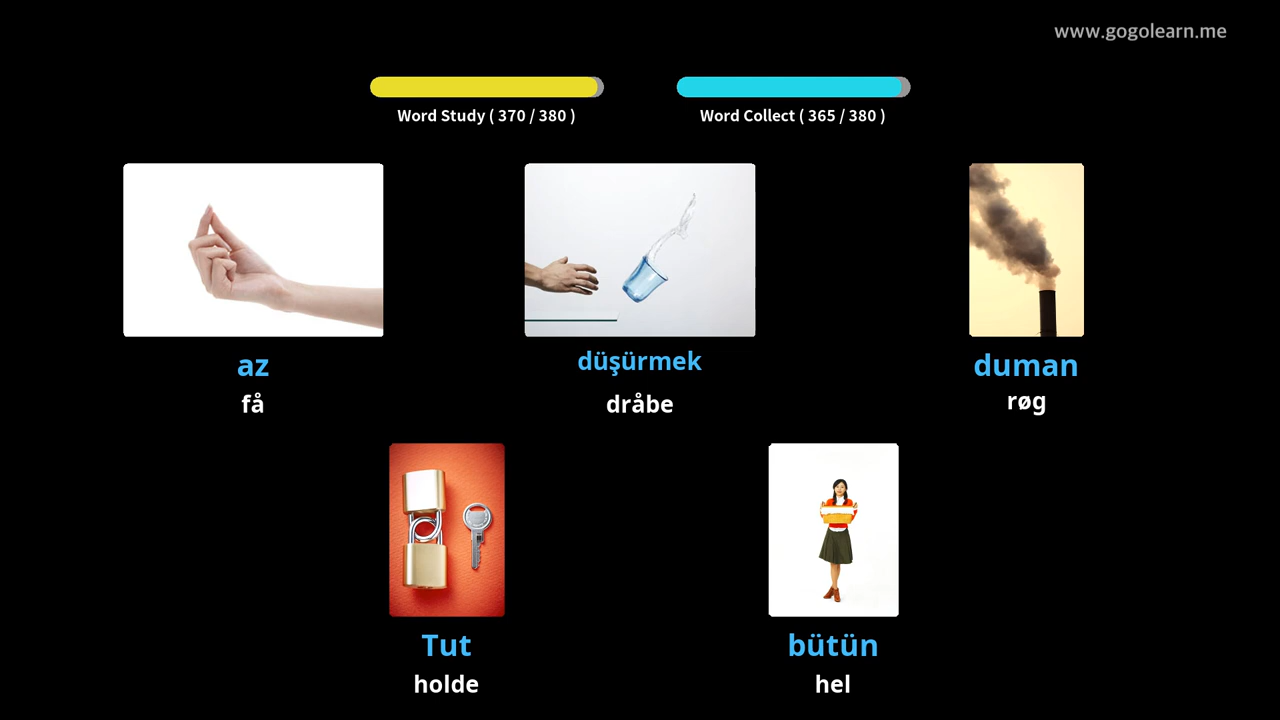 www.gogolearn.me
Word Study ( 370 / 380 )
Word Collect ( 365 / 380 )
az
få
düşürmek
dråbe
duman
røg
Tut
holde
bütün
hel